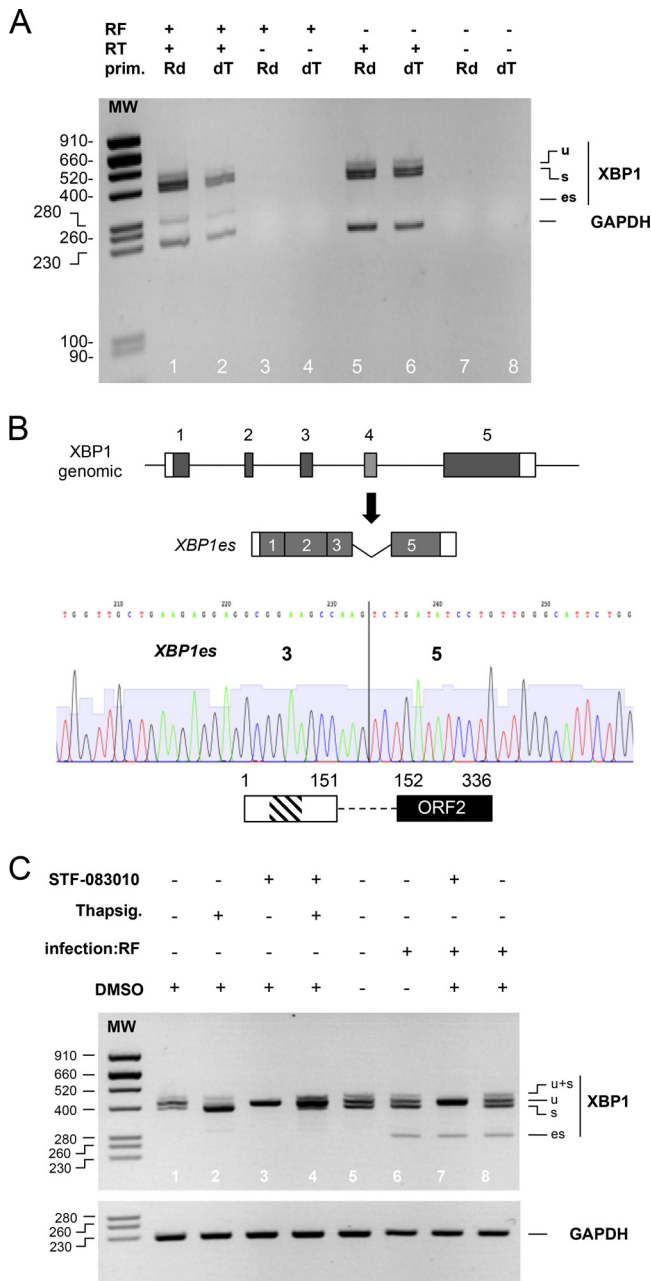 A
RF + + + + - - - -
RT + + - - + + - -
prim. Rd dT Rd dT Rd dT Rd dT
MW
910-
660-
520-
400-
280
260-
230
100-
90-
u
s
es
XBP1
GAPDH
1 2 3 4 5 6 7 8
B
1 2 3 4 5
XBP1
genomic
XBP1es
1 2 3 5
210 220 230 240 250
T G G T T G C T G A A G A G G A G G C G G A A G C C A A G T C T G A T A T C C T G T T G G G C A T T C T G G
XBP1es 3 5
1 151 152 336
ORF2
C
STF-083010 - - + + - - + -
Thapsig. - + - + - - - -
infection:RF - - - - - + + +
DMSO + + + + - - + +
MW
910
660
520
400
280
260
230
u+s
u
s
es
XBP1
1 2 3 4 5 6 7 8
280
260
230
GAPDH